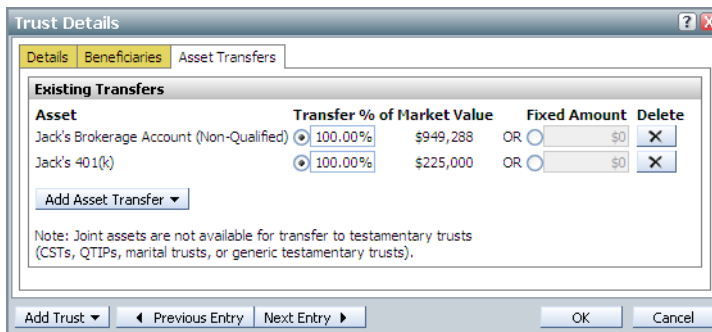 Trust Details ? X
Details Beneficiaries Asset Transfers
Existing Transfers
Asset Transfer % of Market Value Fixed Amount Delete
Jack's Brokerage Account (Non-Qualified) 100.00% $949,288 OR $0 X
Jack's 401(k) 100.00% $225,000 OR $0 X
Add Asset Transfer
Note: Joint assets are not available for transfer to testamentary trusts
(CSTs, QTIPs, marital trusts, or generic testamentary trusts).
Add Trust Previous Entry Next Entry OK Cancel